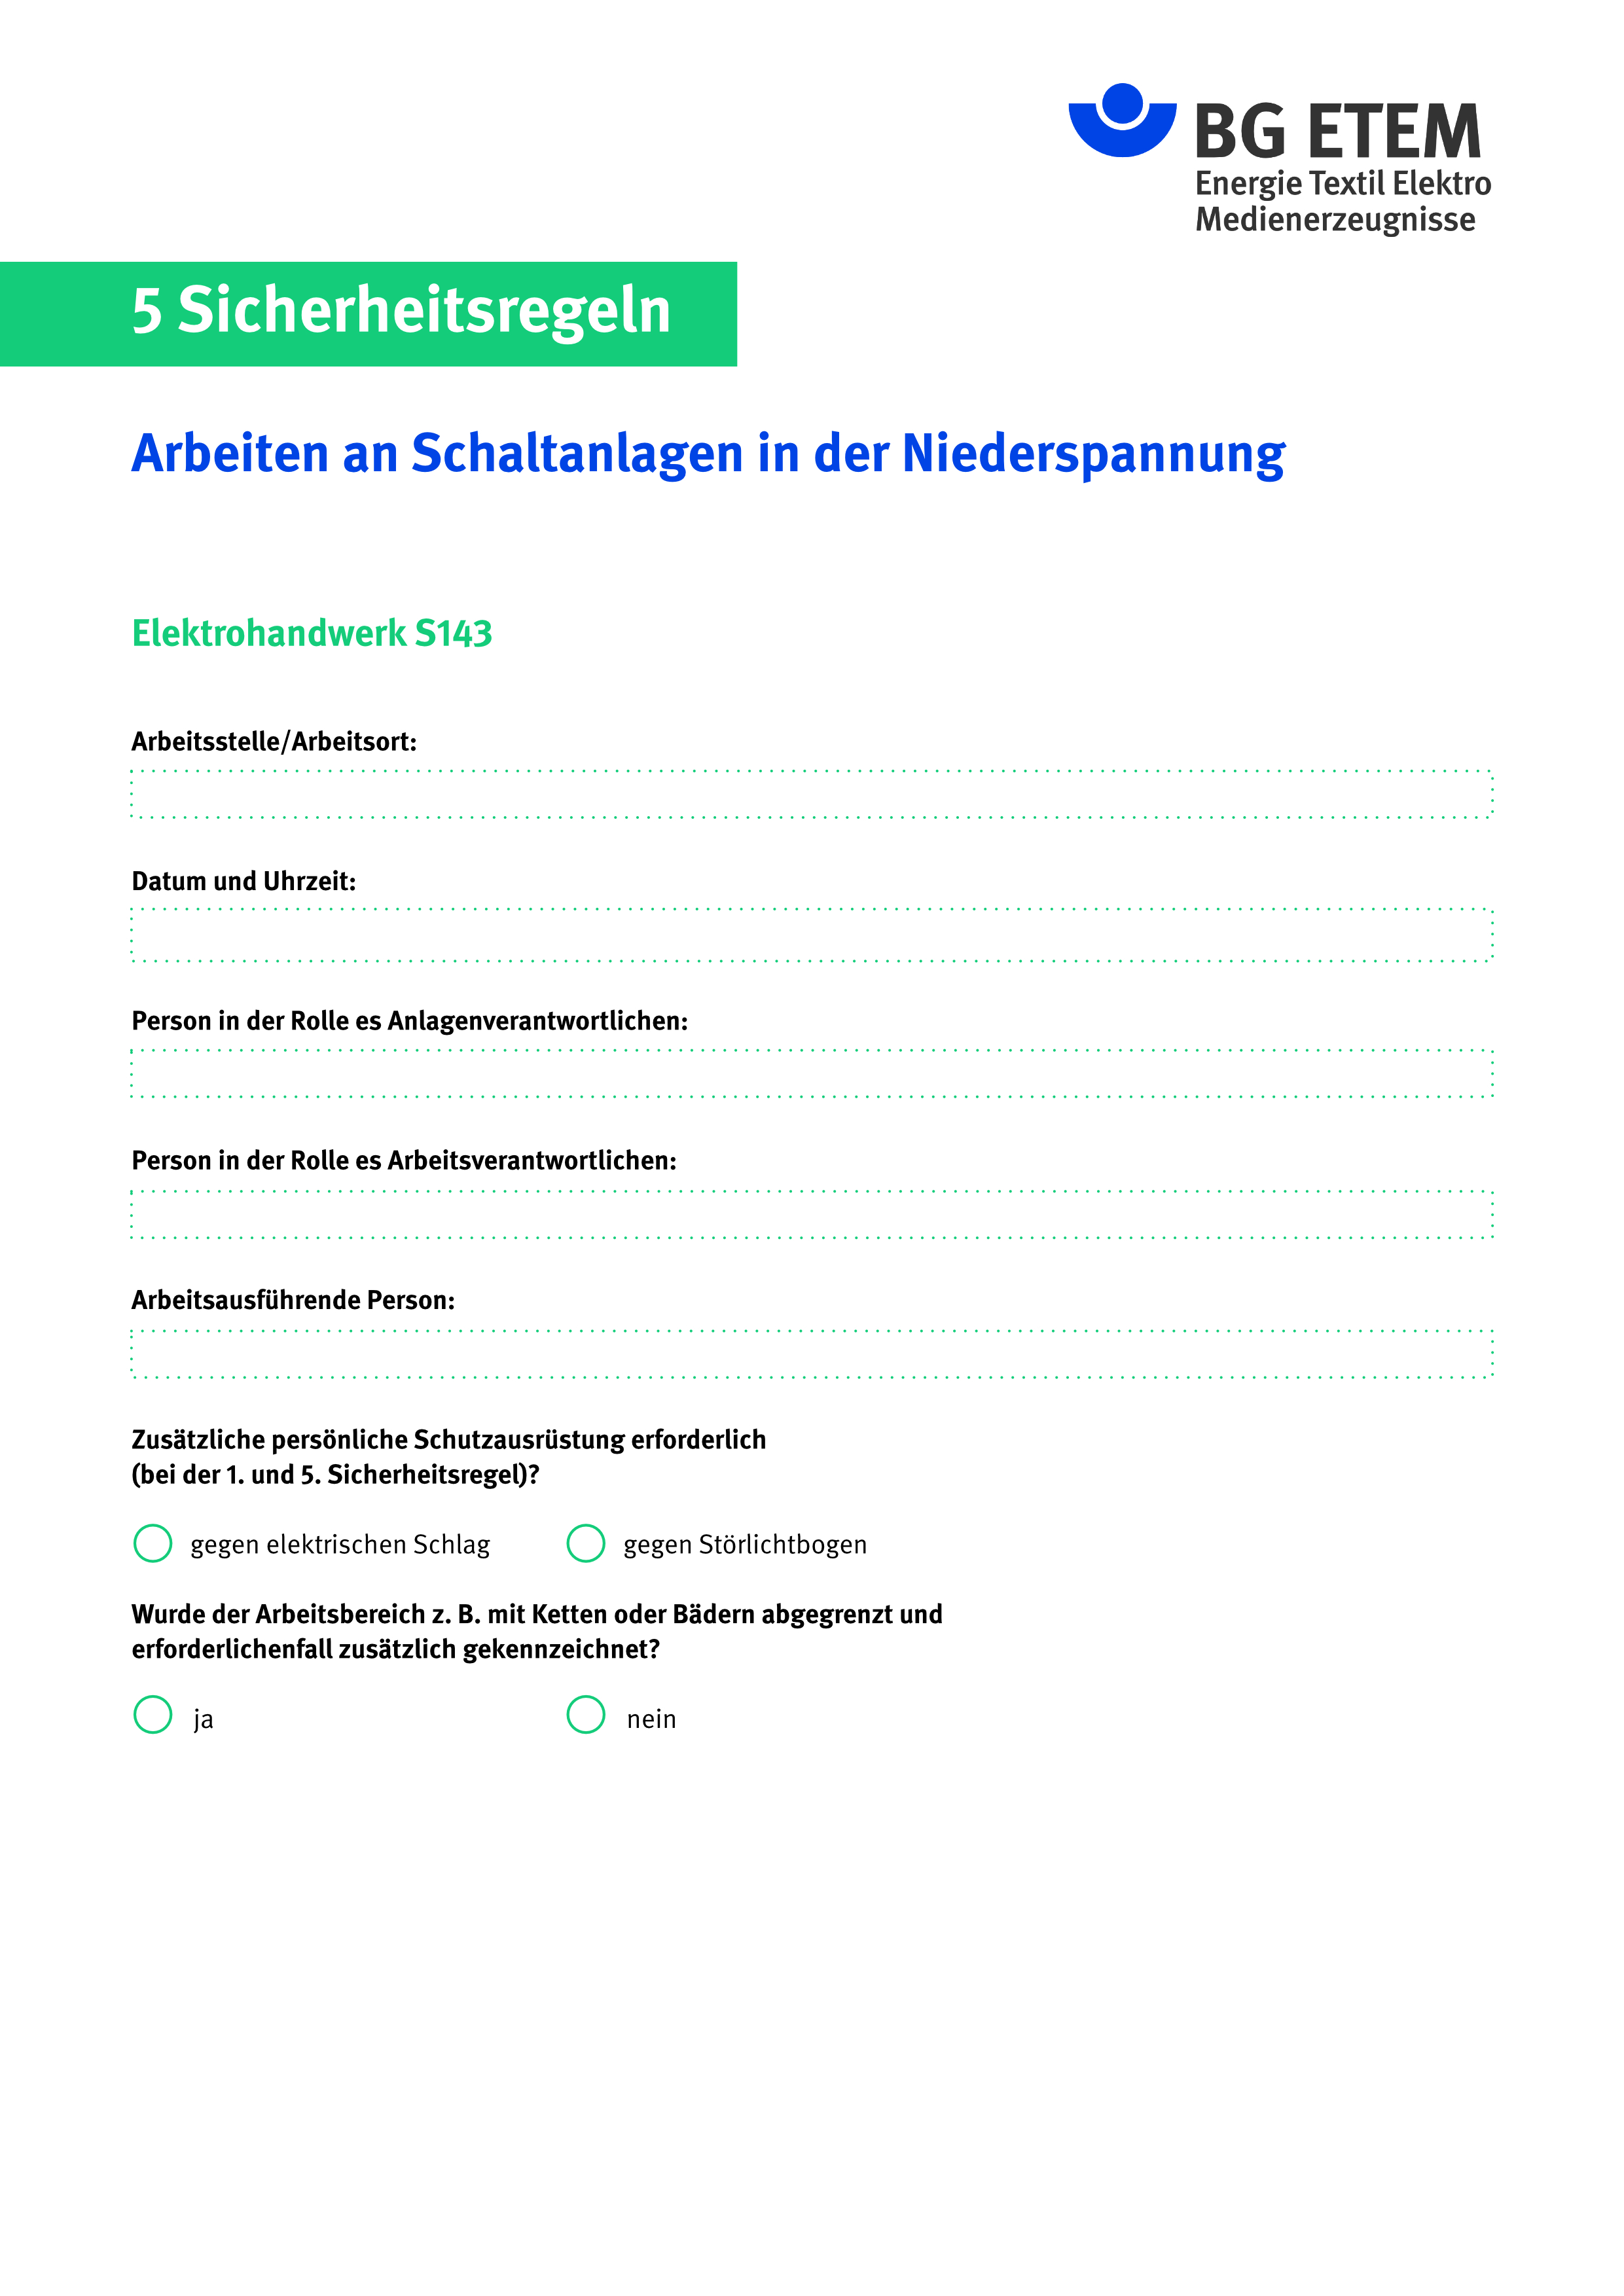 BG ETEM
Energie Textil Elektro
Medienerzeugnisse
5 Sicherheitsregeln
Arbeiten an Schaltanlagen in der Niederspannung
Elektrohandwerk S143
Arbeitsstelle/Arbeitsort:
Datum und Uhrzeit:
Person in der Rolle es Anlagenverantwortlichen:
Person in der Rolle es Arbeitsverantwortlichen:
Arbeitsausführende Person:
Zusätzliche persönliche Schutzausrüstung erforderlich
(bei der 1. und 5. Sicherheitsregel)?
gegen elektrischen Schlag gegen Störlichtbogen
Wurde der Arbeitsbereich z. B. mit Ketten oder Bädern abgegrenzt und
erforderlichenfall zusätzlich gekennzeichnet?
ja nein